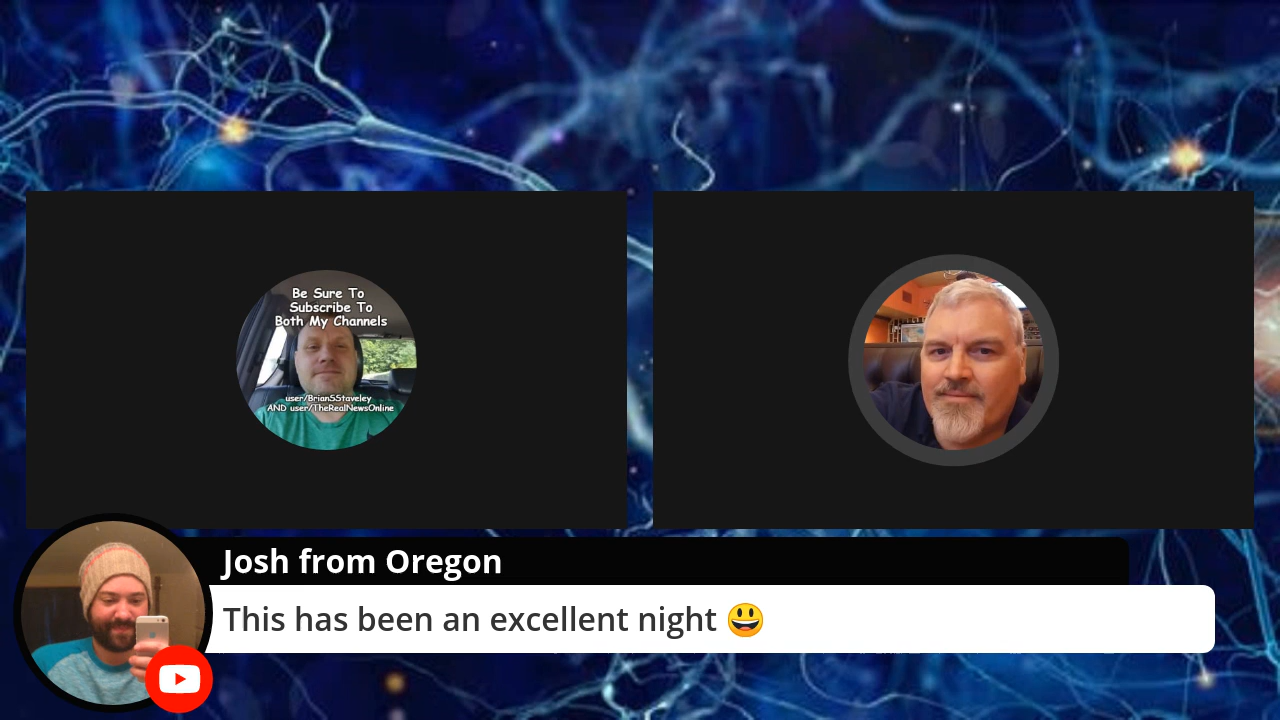 Be Sure To
Subscribe To
Both My Channels
user/BrianSStaveley
AND user/TheRealNewsOnline
Josh from Oregon
This has been an excellent night 😃